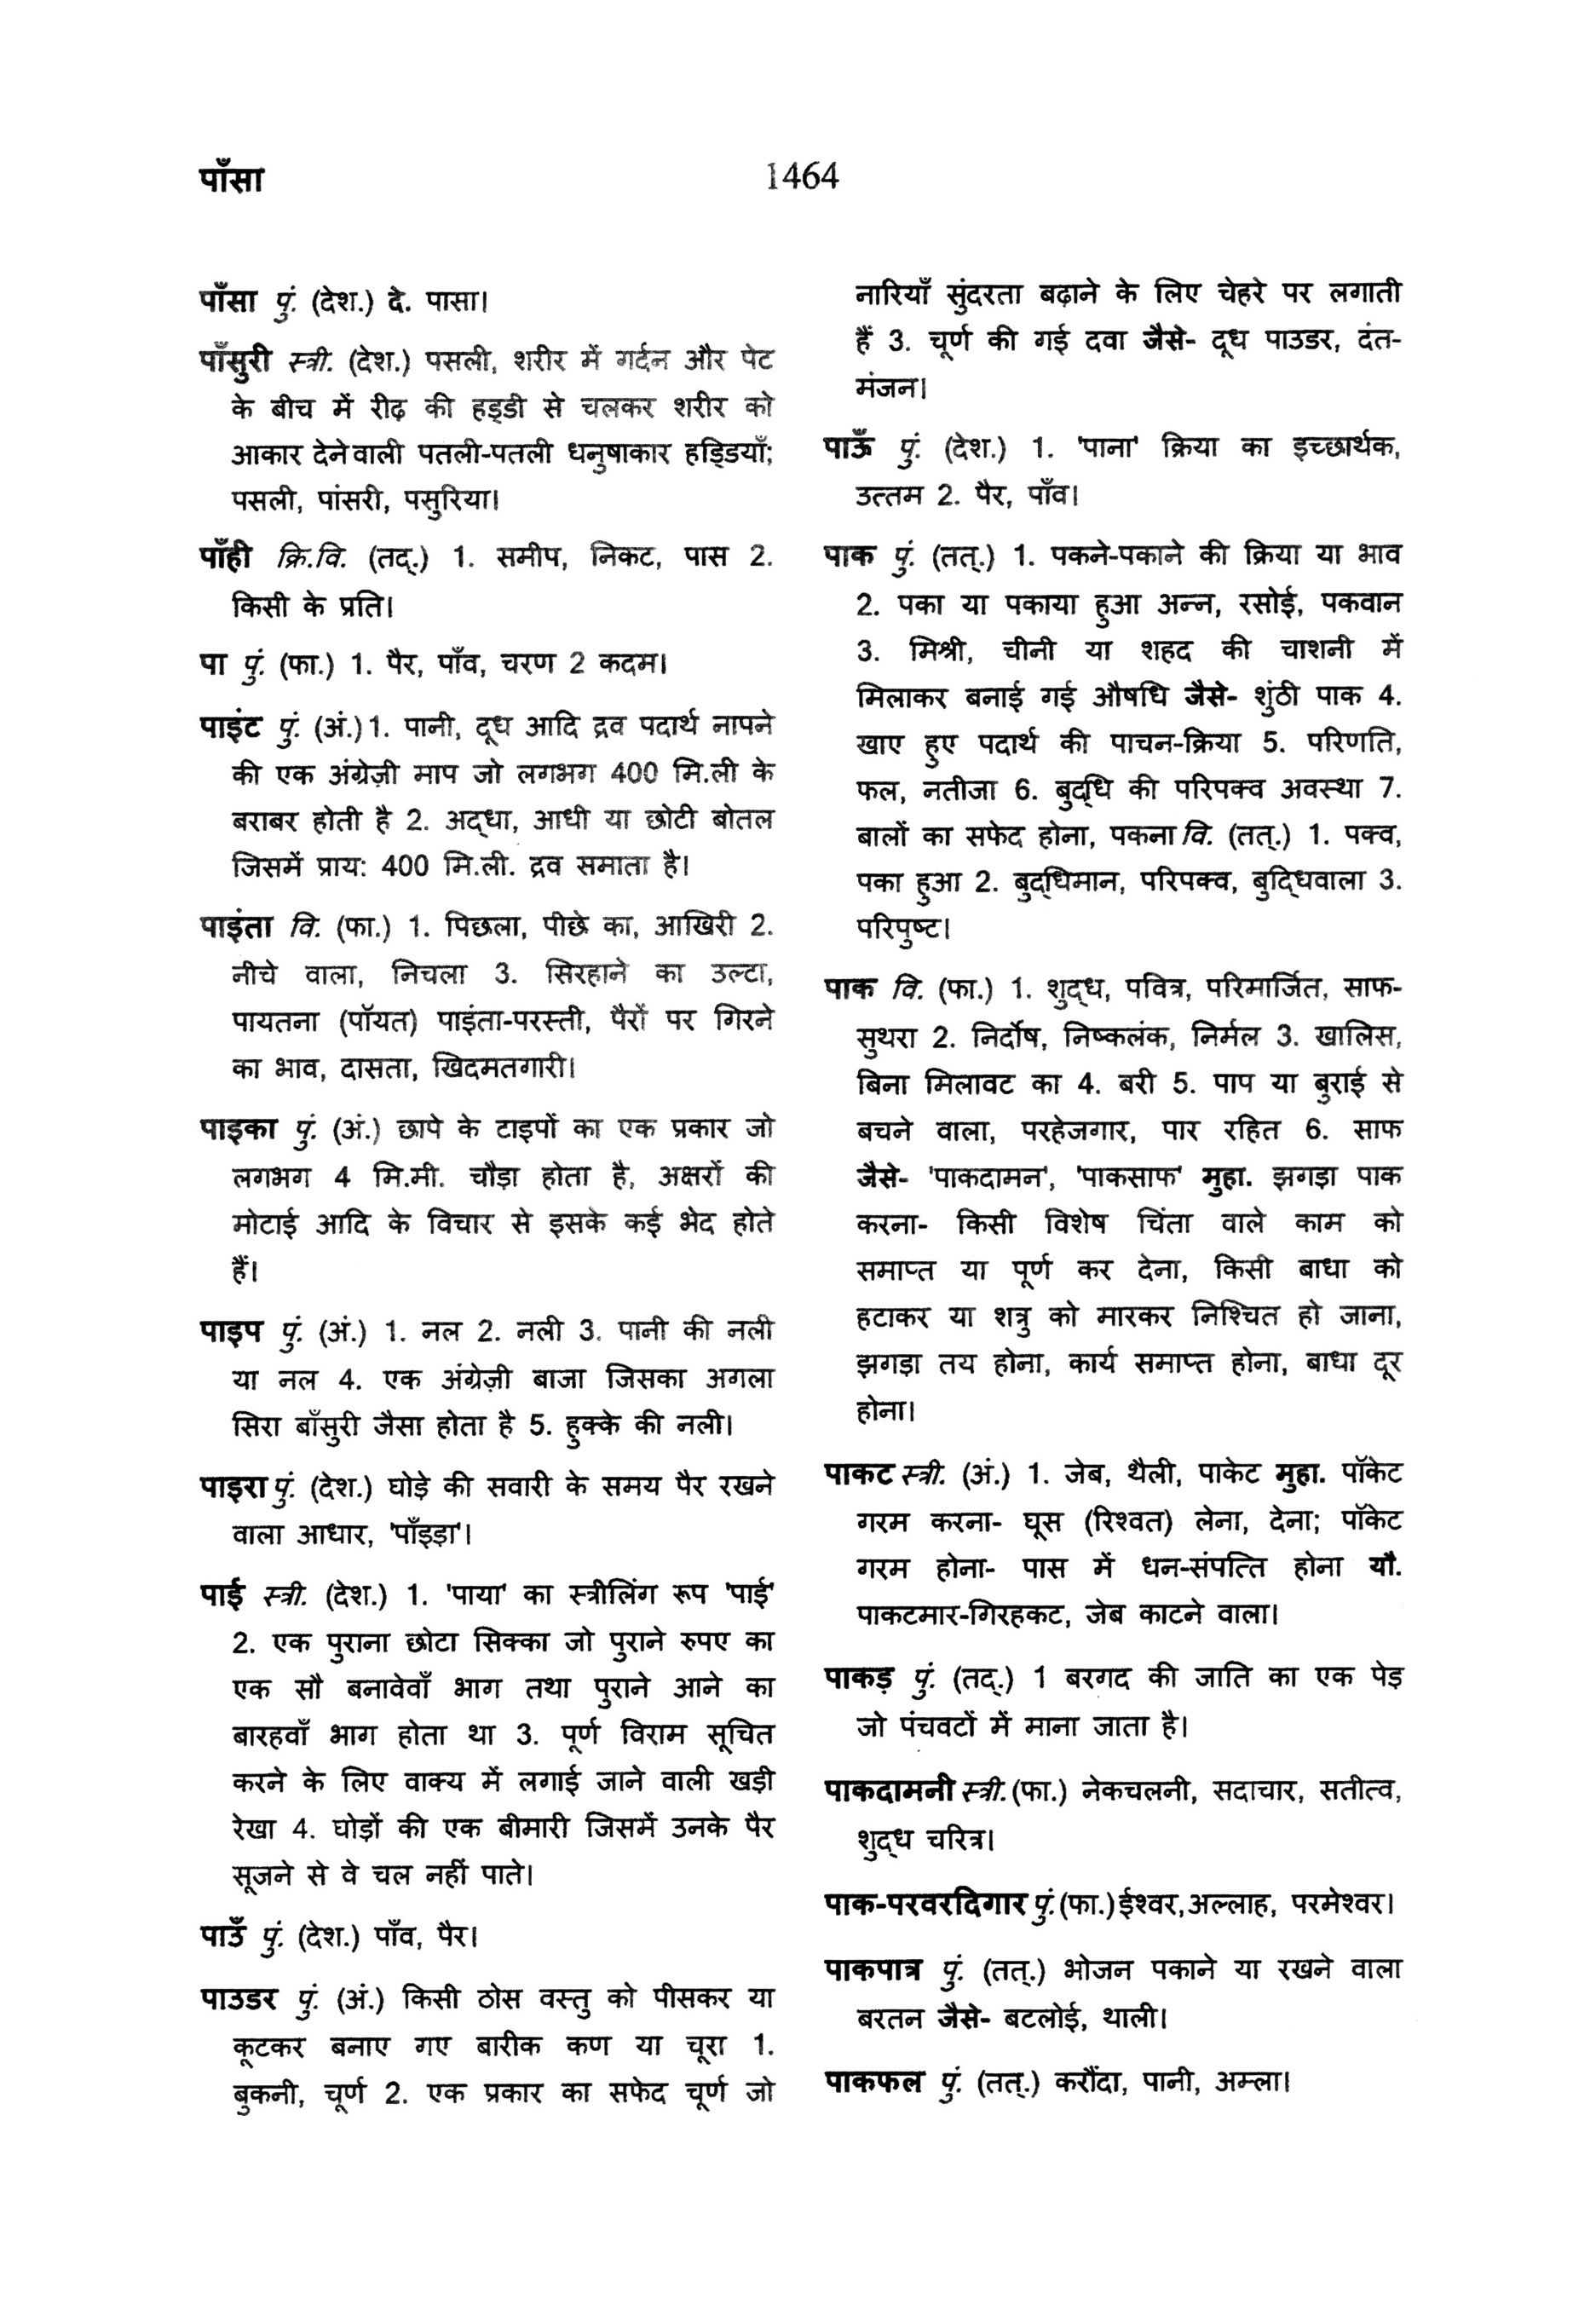 पाँसा
1464
पाँसा पुं. (देश.) दे. पासा।
पाँसुरी स्त्री. (देश.) पसली, शरीर में गर्दन और पेट
के बीच में रीढ़ की हड्डी से चलकर शरीर को
आकार देने वाली पतली-पतली धनुषाकार हड्डियाँ;
पसली, पांसरी, पसुरिया।
पाँही क्रि.वि. (तद्.) 1. समीप, निकट, पास 2.
किसी के प्रति।
पा पुं. (फा.) 1. पैर, पाँव, चरण 2 कदम।
पाइंट पुं. (अं.) 1. पानी, दूध आदि द्रव पदार्थ नापने
की एक अंग्रेज़ी माप जो लगभग 400 मि.ली के
बराबर होती है 2. अद्धा, आधी या छोटी बोतल
जिसमें प्राय: 400 मि.ली. द्रव समाता है।
पाइंता वि. (फा.) 1. पिछला, पीछे का, आखिरी 2.
नीचे वाला, निचला 3. सिरहाने का उल्टा,
पायतना (पॉयत) पाइंता-परस्ती, पैरों पर गिरने
का भाव, दासता, खिदमतगारी।
पाइका पुं. (अं.) छापे के टाइपों का एक प्रकार जो
लगभग 4 मि.मी. चौड़ा होता है, अक्षरों की
मोटाई आदि के विचार से इसके कई भेद होते
हैं।
पाइप पुं. (अं.) 1. नल 2. नली 3. पानी की नली
या नल 4. एक अंग्रेज़ी बाजा जिसका अगला
सिरा बाँसुरी जैसा होता है 5. हुक्के की नली।
पाइरा पुं. (देश.) घोड़े की सवारी के समय पैर रखने
वाला आधार, 'पाँइड़ा'।
पाई स्त्री. (देश.) 1. 'पाया' का स्त्रीलिंग रूप 'पाई'
2. एक पुराना छोटा सिक्का जो पुराने रुपए का
एक सौ बनावेवाँ भाग तथा पुराने आने का
बारहवाँ भाग होता था 3. पूर्ण विराम सूचित
करने के लिए वाक्य में लगाई जाने वाली खड़ी
रेखा 4. घोड़ों की एक बीमारी जिसमें उनके पैर
सूजने से वे चल नहीं पाते।
पाउँ पुं. (देश.) पाँव, पैर।
पाउडर पुं. (अं.) किसी ठोस वस्तु को पीसकर या
कूटकर बनाए गए बारीक कण या चूरा 1.
बुकनी, चूर्ण 2. एक प्रकार का सफेद चूर्ण जो
नारियाँ सुंदरता बढ़ाने के लिए चेहरे पर लगाती
हैं 3. चूर्ण की गई दवा जैसे- दूध पाउडर, दंत-
मंजन।
पाऊँ पुं. (देश.) 1. 'पाना' क्रिया का इच्छार्थक,
उत्तम 2. पैर, पाँव।
पाक पुं. (तत्.) 1. पकने-पकाने की क्रिया या भाव
2. पका या पकाया हुआ अन्न, रसोई, पकवान
3. मिश्री, चीनी या शहद की चाशनी में
मिलाकर बनाई गई औषधि जैसे- शुंठी पाक 4.
खाए हुए पदार्थ की पाचन-क्रिया 5. परिणति,
फल, नतीजा 6. बुद्धि की परिपक्व अवस्था 7.
बालों का सफेद होना, पकना वि. (तत्.) 1. पक्व,
पका हुआ 2. बुद्धिमान, परिपक्व, बुद्धिवाला 3.
परिपुष्ट।
पाक वि. (फा.) 1. शुद्ध, पवित्र, परिमार्जित, साफ-
सुथरा 2. निर्दोष, निष्कलंक, निर्मल 3. खालिस,
बिना मिलावट का 4. बरी 5. पाप या बुराई से
बचने वाला, परहेजगार, पार रहित 6. साफ
जैसे- 'पाकदामन', 'पाकसाफ' मुहा. झगड़ा पाक
करना- किसी विशेष चिंता वाले काम को
समाप्त या पूर्ण कर देना, किसी बाधा को
हटाकर या शत्रु को मारकर निश्चिंत हो जाना,
झगड़ा तय होना, कार्य समाप्त होना, बाधा दूर
होना।
पाकट स्त्री. (अं.) 1. जेब, थैली, पाकेट मुहा. पॉकेट
गरम करना- घूस (रिश्वत) लेना, देना; पॉकेट
गरम होना- पास में धन-संपत्ति होना यौ.
पाकटमार-गिरहकट, जेब काटने वाला।
पाकड़ पुं. (तद्.) 1 बरगद की जाति का एक पेड़
जो पंचवटों में माना जाता है।
पाकदामनी स्त्री. (फा.) नेकचलनी, सदाचार, सतीत्व,
शुद्ध चरित्र।
पाक-परवरदिगार पुं. (फा.) ईश्वर, अल्लाह, परमेश्वर।
पाकपात्र पुं. (तत्.) भोजन पकाने या रखने वाला
बरतन जैसे- बटलोई, थाली।
पाकफल पुं. (तत्.) करौंदा, पानी, अम्ला।